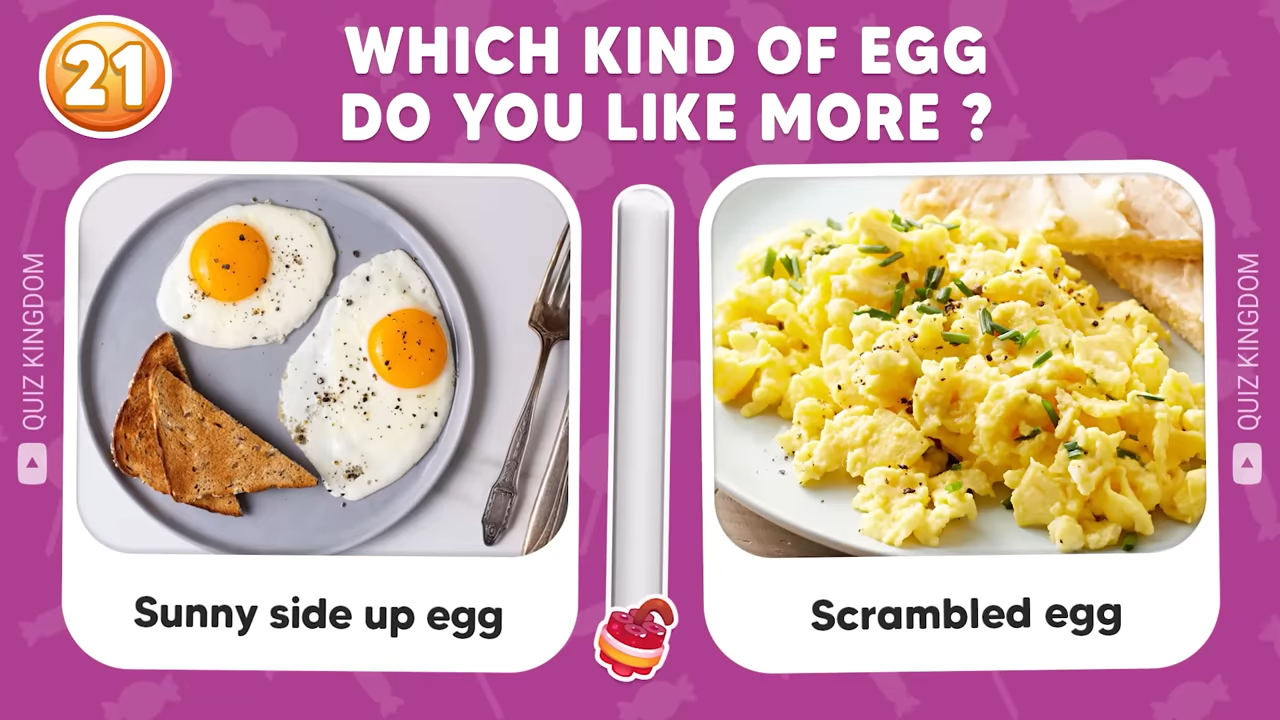 21
WHICH KIND OF EGG
DO YOU LIKE MORE ?
QUIZ KINGDOM
QUIZ KINGDOM
Sunny side up egg
Scrambled egg